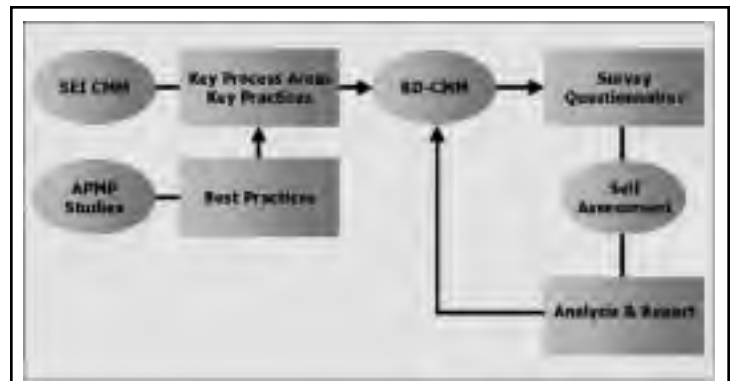 SEI CMM
Key Process Areas
Key Practices
BD-CMM
Survey
Questionnaires
APMP
Studies
Best Practices
Self
Assessment
Analysis & Report